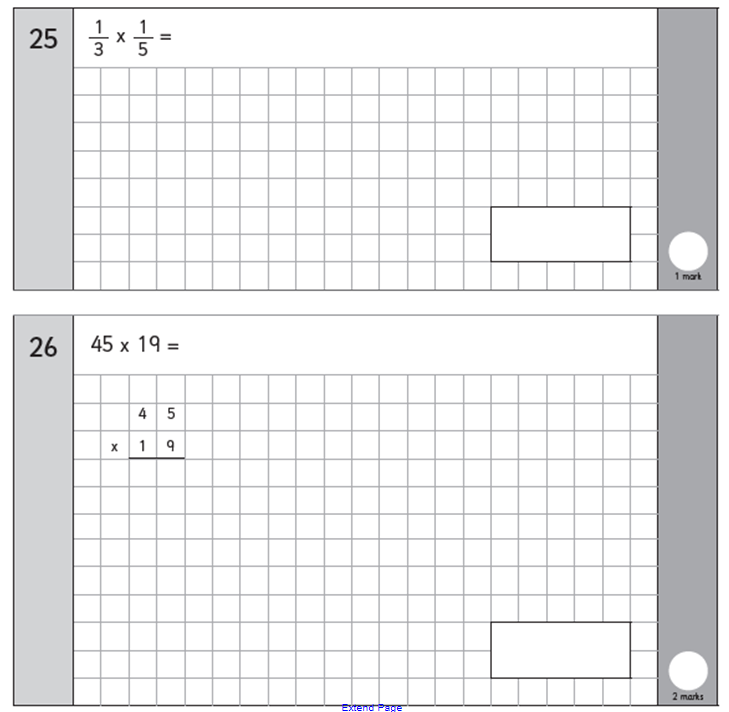 25
1/3 x 1/5 =
1 mark
26
45 x 19 =
4 5
x 1 9
2 marks
Extend Page